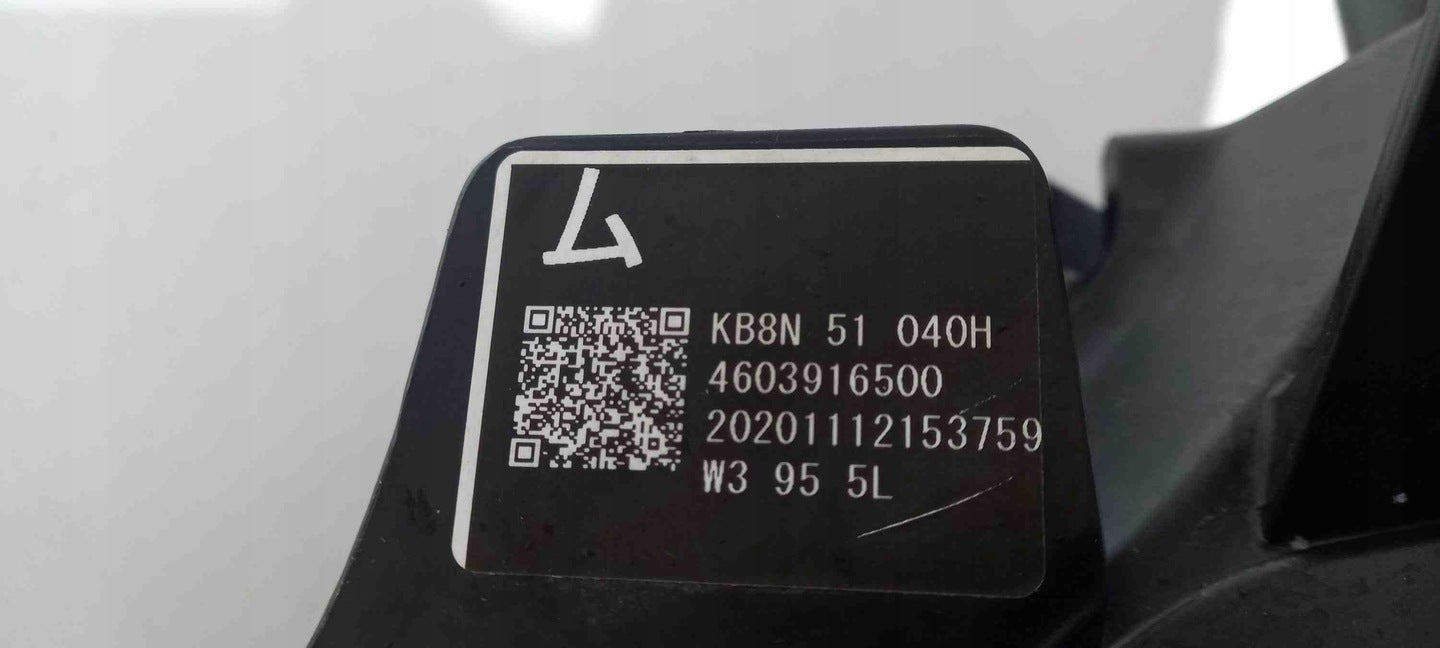 ム
KB8N 51 040H
4603916500
20201112153759
W3 95 5L